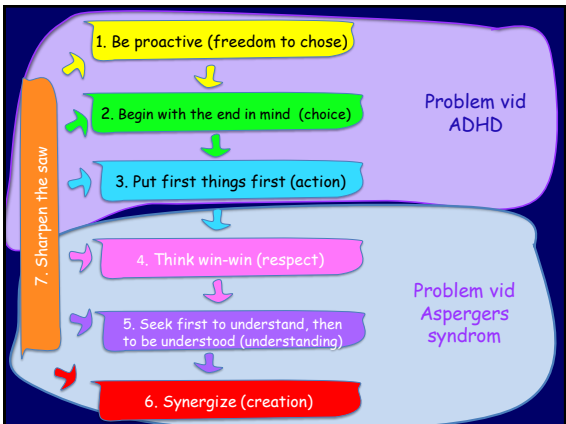 1. Be proactive (freedom to chose)
2. Begin with the end in mind (choice)
3. Put first things first (action)
Problem vid
ADHD
7. Sharpen the saw
4. Think win-win (respect)
5. Seek first to understand, then
to be understood (understanding)
6. Synergize (creation)
Problem vid
Aspergers
syndrom